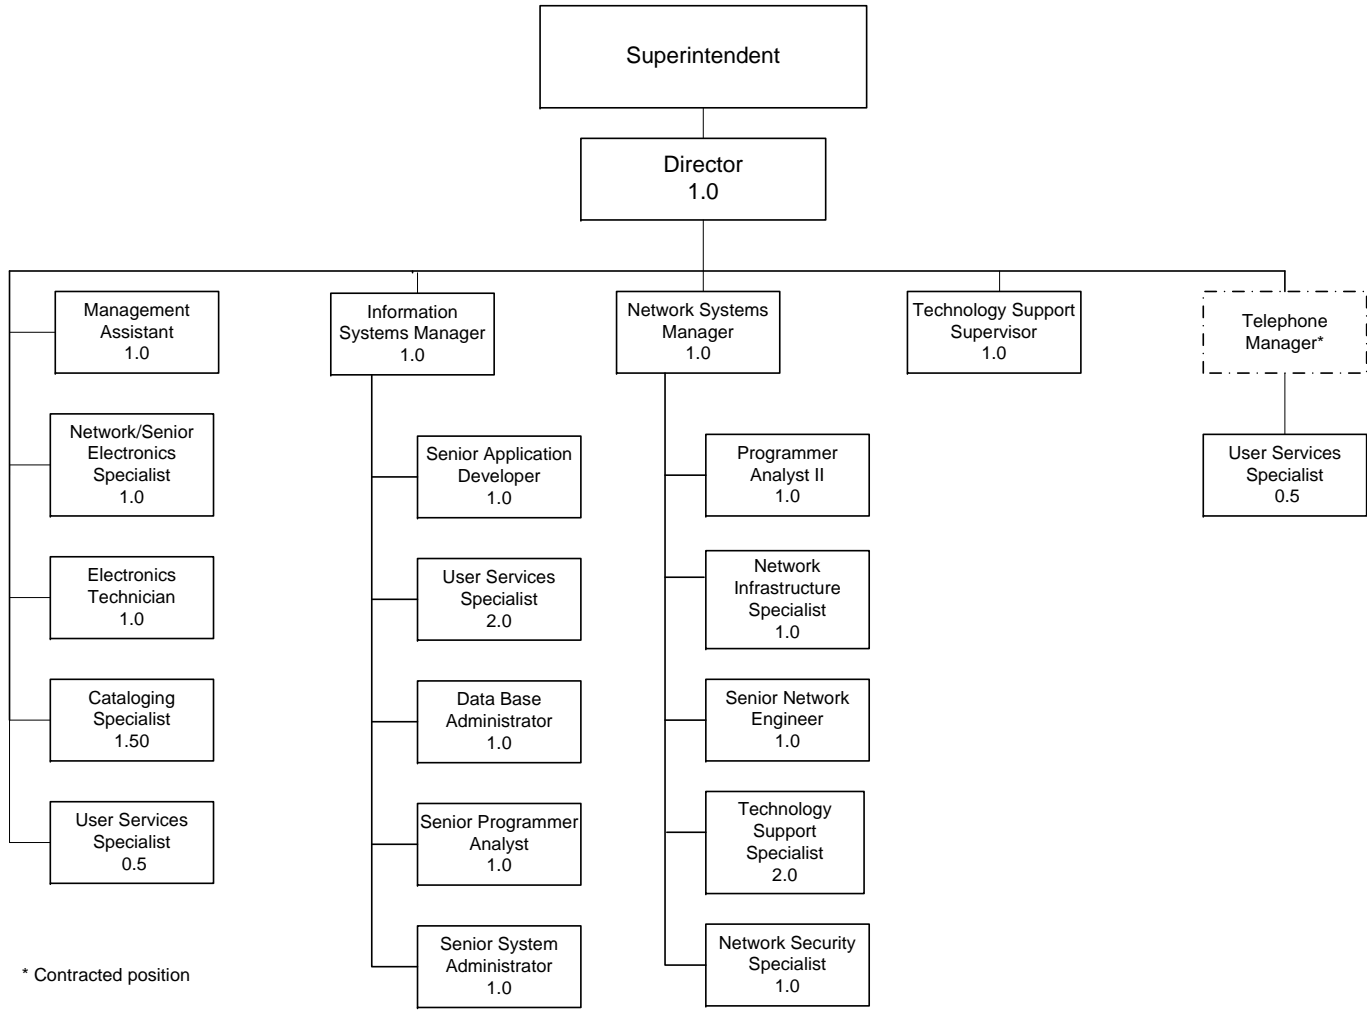 Superintendent
Director
1.0
Management
Assistant
1.0
Information
Systems Manager
1.0
Network Systems
Manager
1.0
Technology Support
Supervisor
1.0
Telephone
Manager*
Network/Senior
Electronics
Specialist
1.0
Electronics
Technician
1.0
Cataloging
Specialist
1.50
User Services
Specialist
0.5
Senior Application
Developer
1.0
User Services
Specialist
2.0
Data Base
Administrator
1.0
Senior Programmer
Analyst
1.0
Senior System
Administrator
1.0
Programmer
Analyst II
1.0
Network
Infrastructure
Specialist
1.0
Senior Network
Engineer
1.0
Technology
Support
Specialist
2.0
Network Security
Specialist
1.0
User Services
Specialist
0.5
* Contracted position